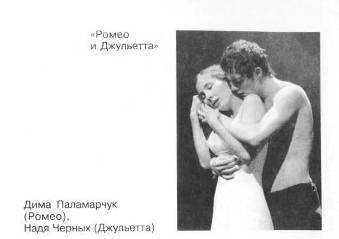 «Ромео
и Джульетта»
Дима Паламарчук
(Ромео),
Надя Черных (Джульетта)